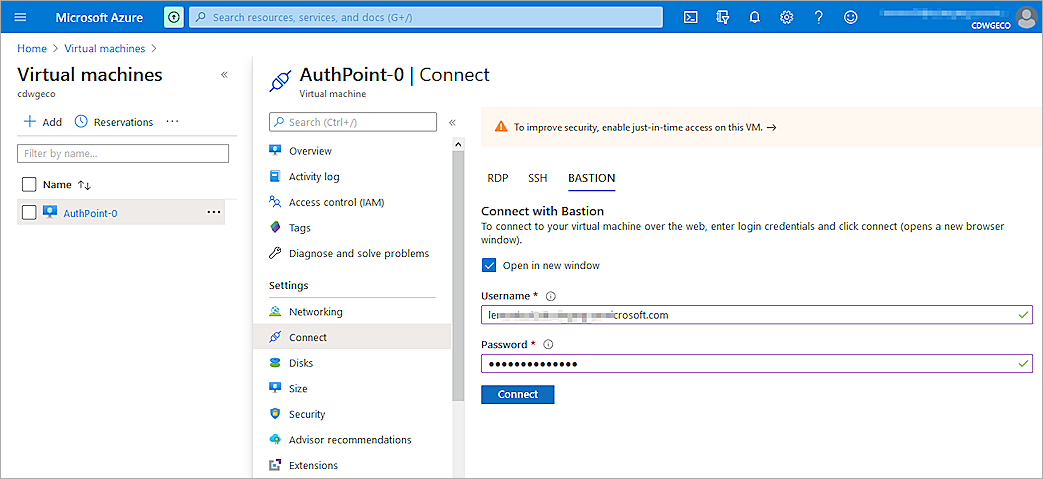 Microsoft Azure
Search resources, services, and docs (G+/)
CDWGECO
Home > Virtual machines >
Virtual machines
cdwgeco
Add Reservations ...
Filter by name...
Name
AuthPoint-0 ...
AuthPoint-0 | Connect
Virtual machine
Search (Ctrl+/)
Overview
Activity log
Access control (IAM)
Tags
Diagnose and solve problems
Settings
Networking
Connect
Disks
Size
Security
Advisor recommendations
Extensions
To improve security, enable just-in-time access on this VM. →
RDP SSH BASTION
Connect with Bastion
To connect to your virtual machine over the web, enter login credentials and click connect (opens a new browser
window).
Open in new window
Username *
icrosoft.com
Password *
Connect